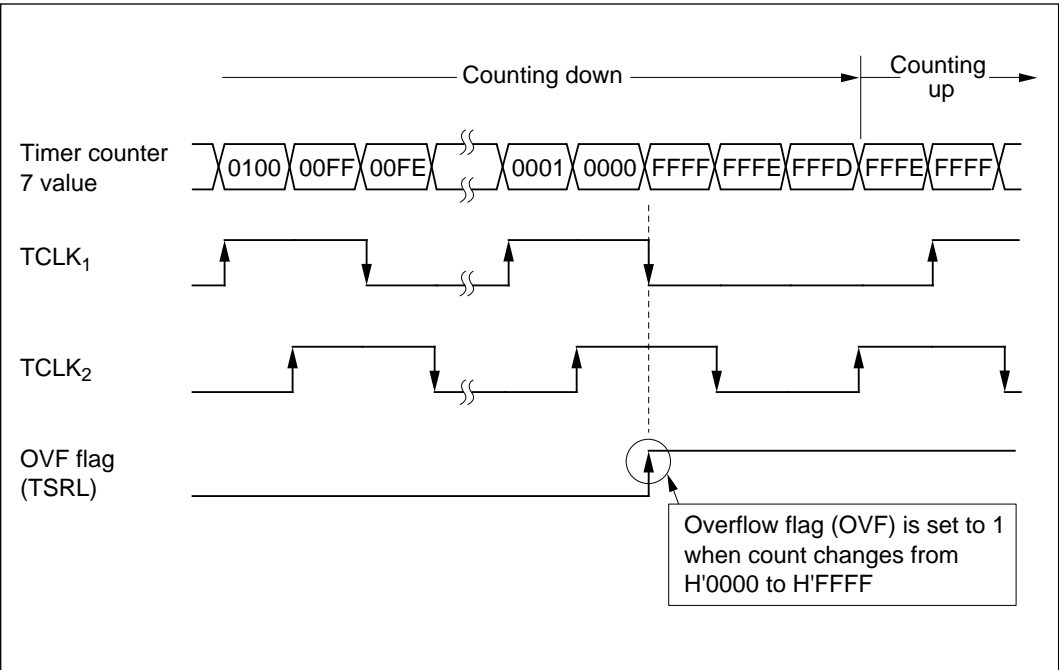 Counting down
Counting
up
Timer counter
7 value
0100 00FF 00FE 0001 0000 FFFF FFFE FFFD FFFE FFFF
TCLK1
TCLK2
OVF flag
(TSRL)
Overflow flag (OVF) is set to 1
when count changes from
H'0000 to H'FFFF